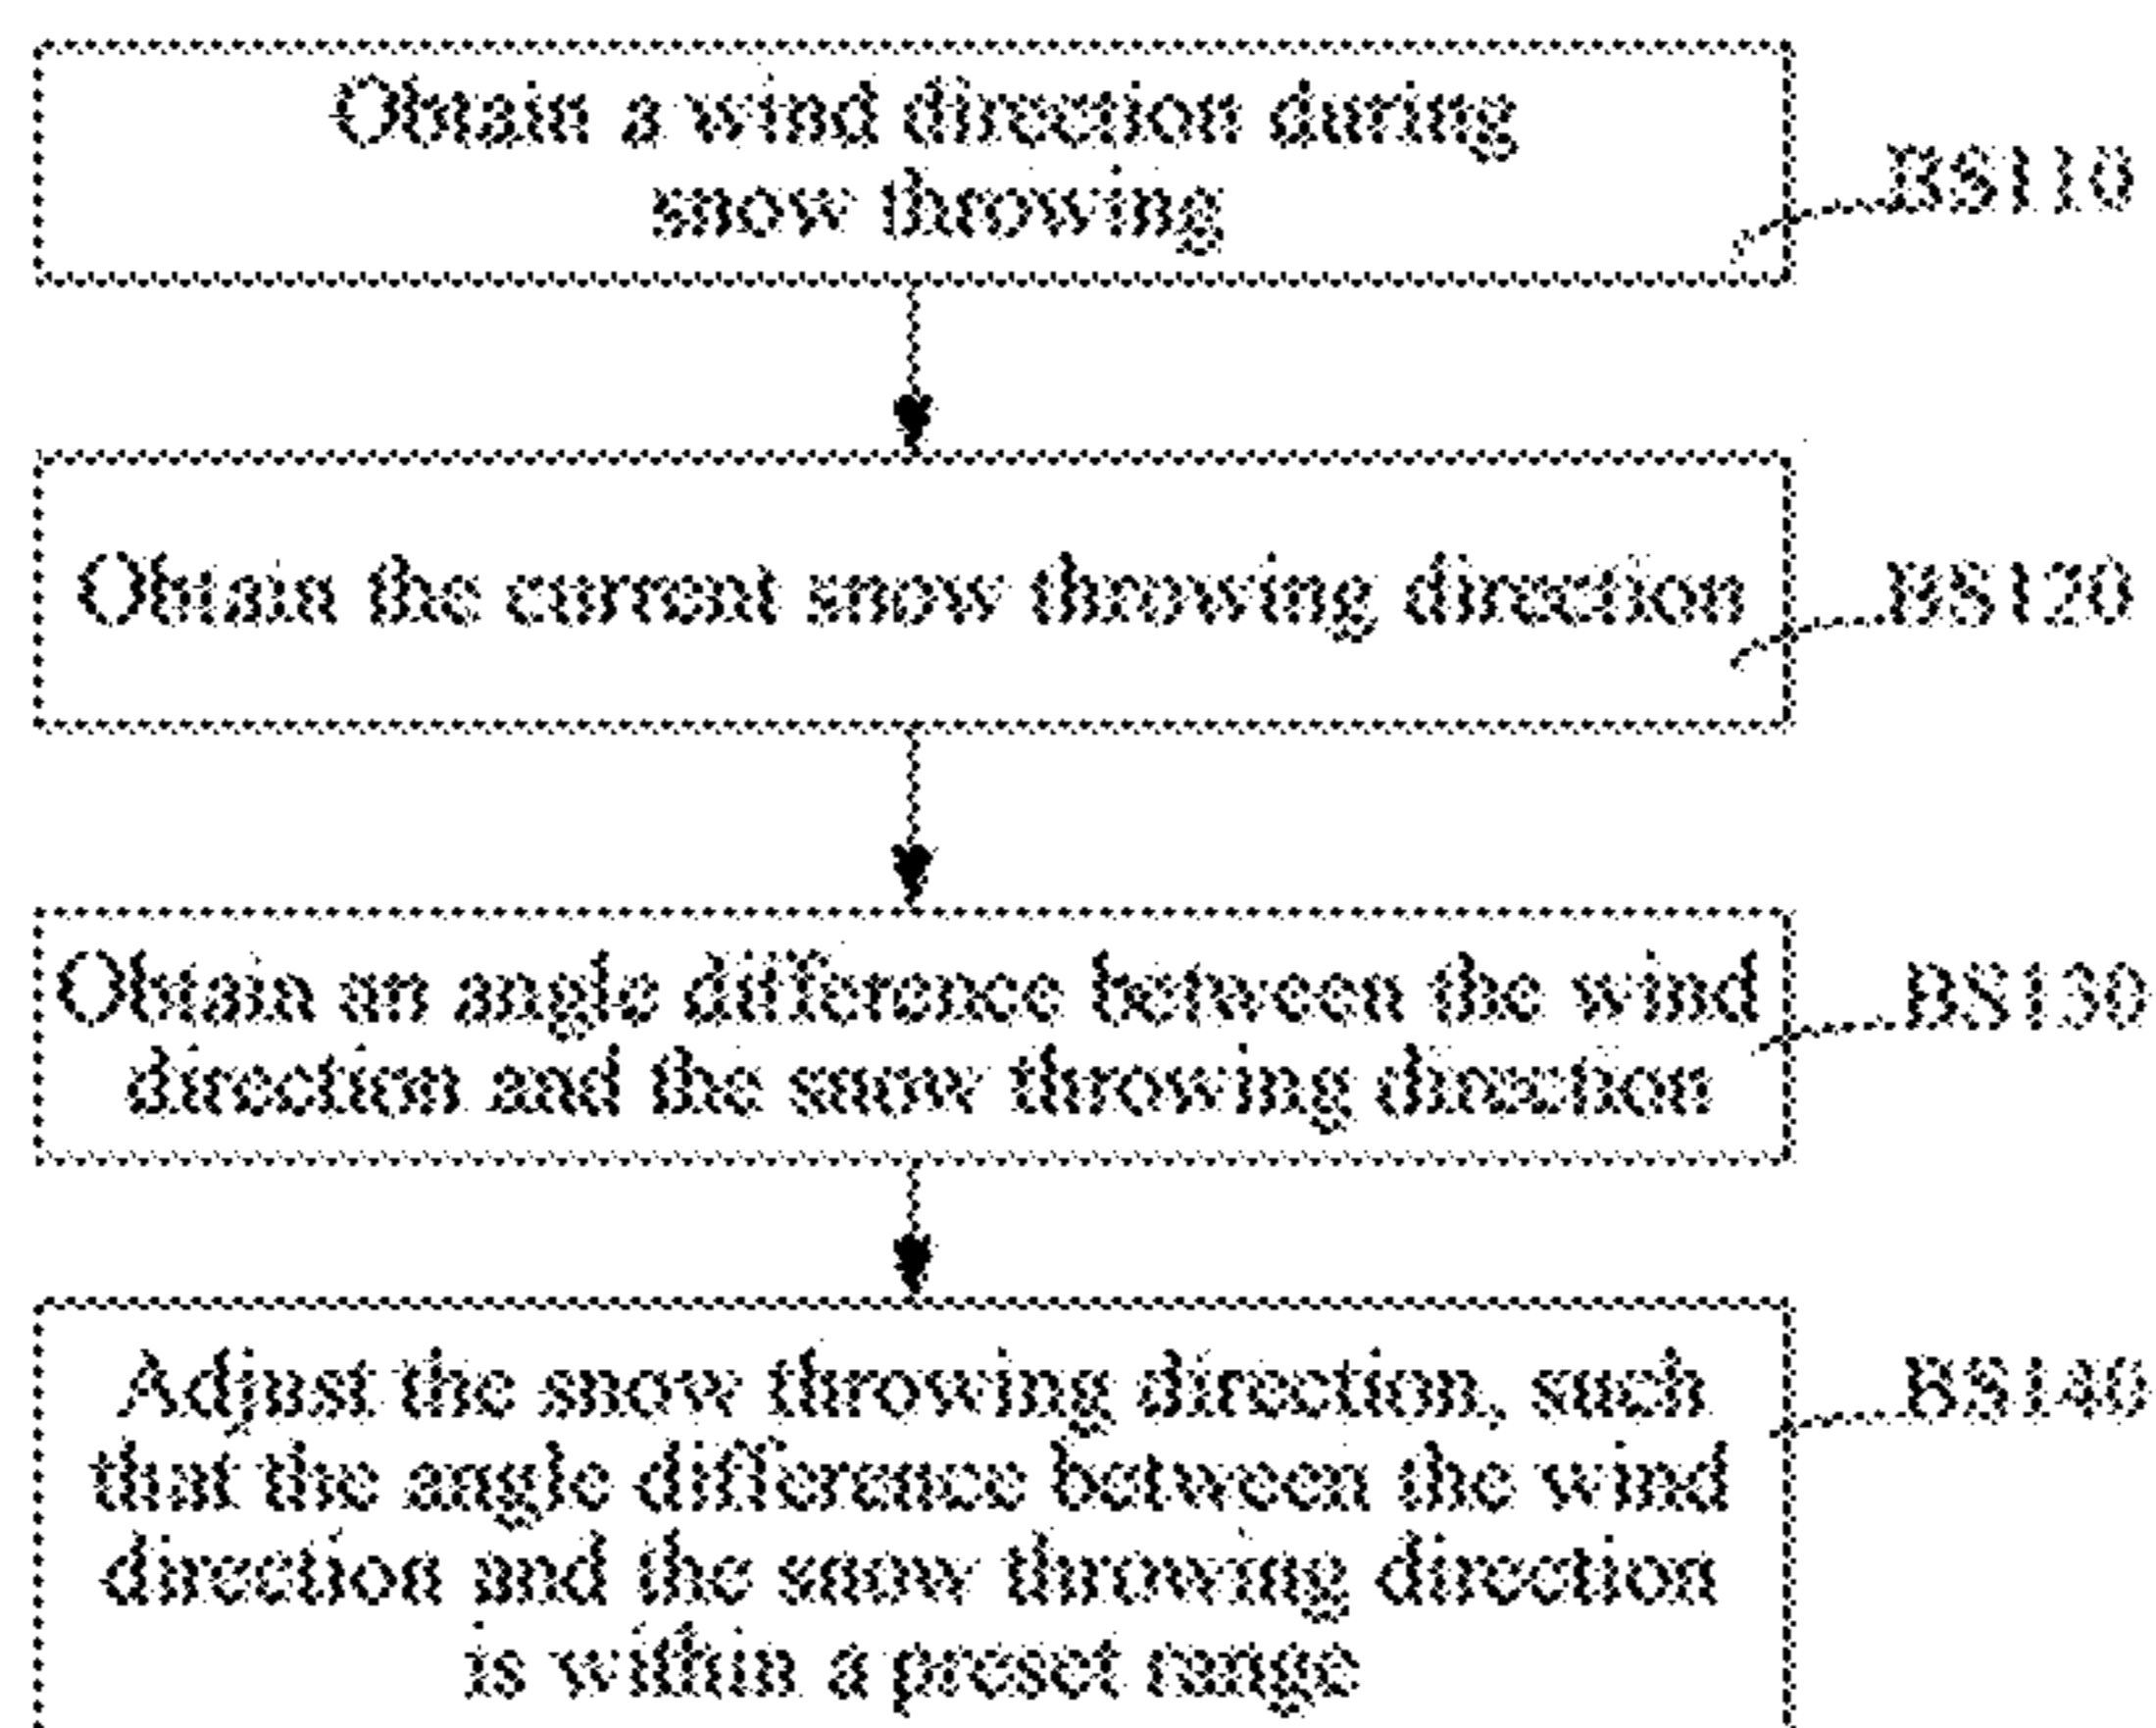 Obtain a wind direction during
snow throwing
BS110
Obtain the current snow throwing direction
BS120
Obtain an angle difference between the wind
direction and the snow throwing direction
BS130
Adjust the snow throwing direction, such
that the angle difference between the wind
direction and the snow throwing direction
is within a preset range
BS140